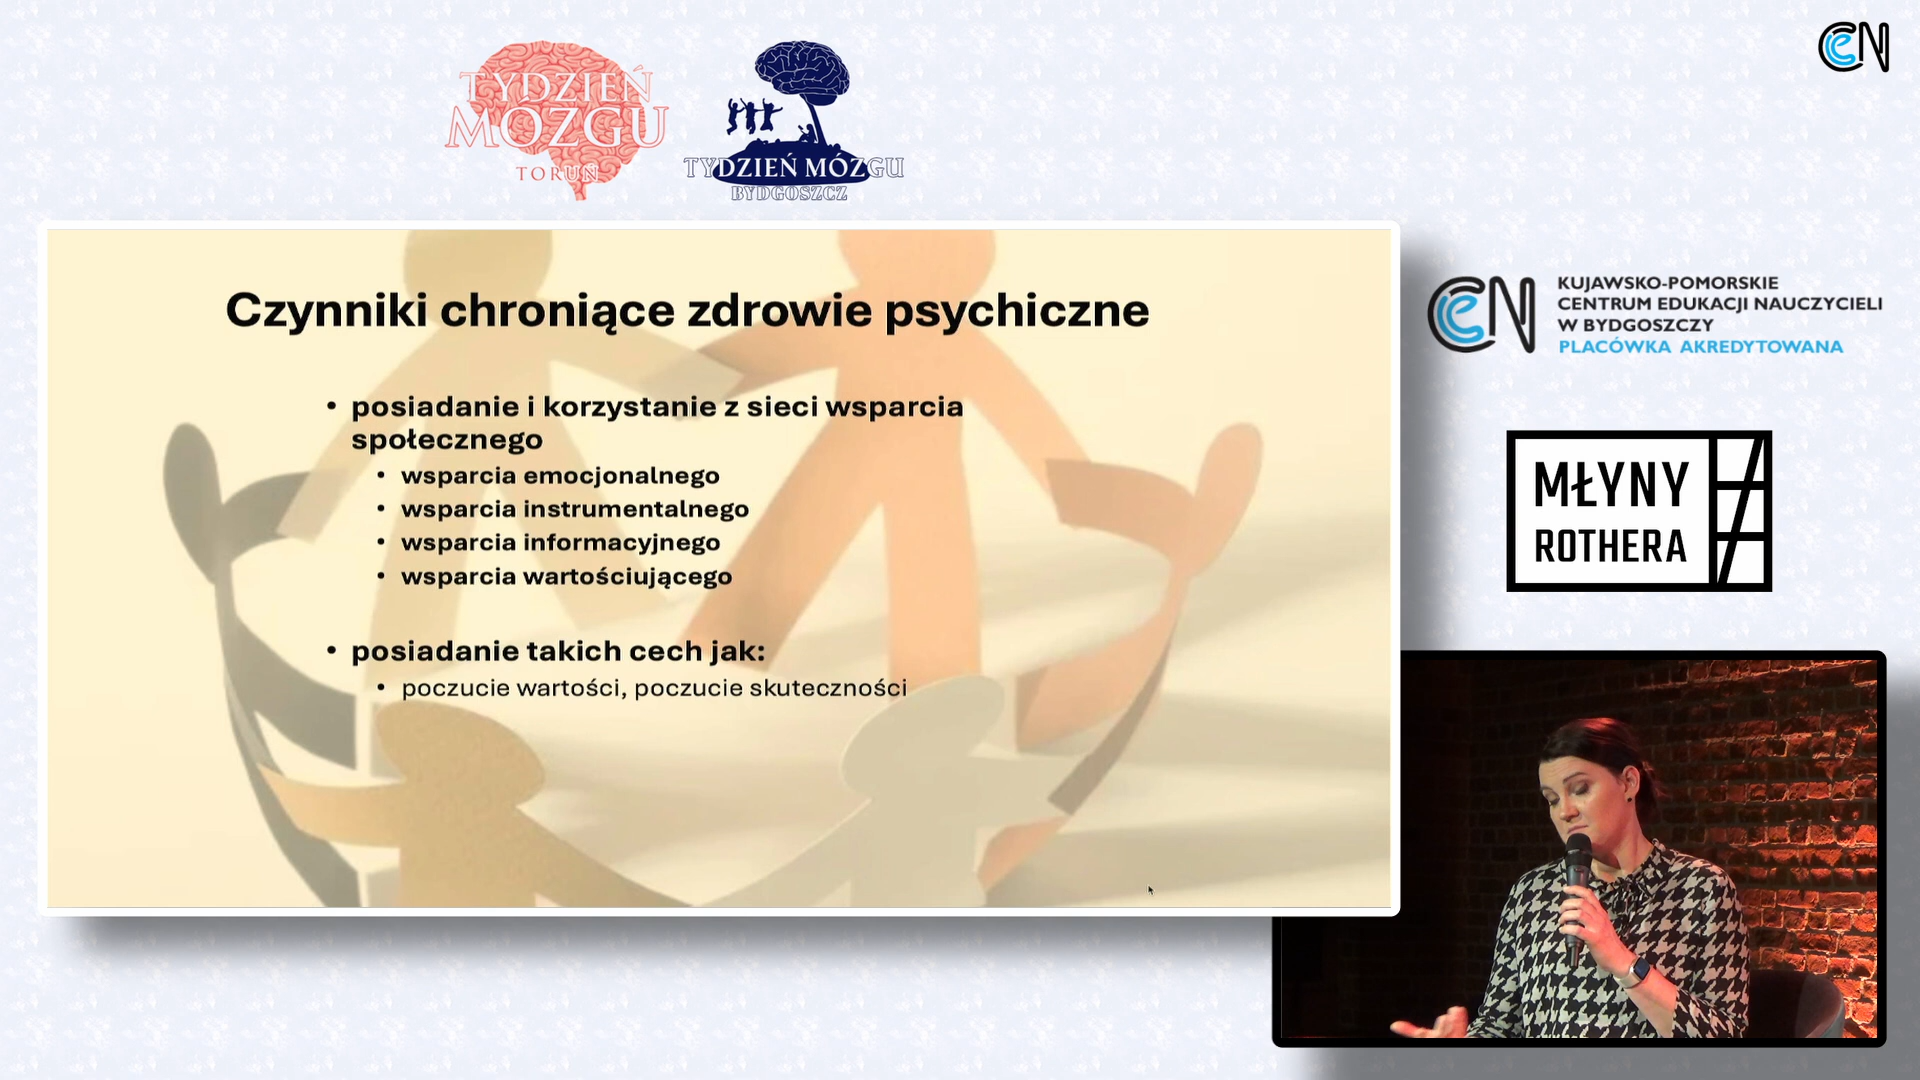 TYDZIEŃ
MÓZGU
TORUŃ
TYDZIEŃ MÓZGU
BYDGOSZCZ
CeN
Czynniki chroniące zdrowie psychiczne
• posiadanie i korzystanie z sieci wsparcia
społecznego
• wsparcia emocjonalnego
• wsparcia instrumentalnego
• wsparcia informacyjnego
• wsparcia wartościującego
• posiadanie takich cech jak:
• poczucie wartości, poczucie skuteczności
CeN
KUJAWSKO-POMORSKIE
CENTRUM EDUKACJI NAUCZYCIELI
W BYDGOSZCZY
PLACÓWKA AKREDYTOWANA
MŁYNY
ROTHERA